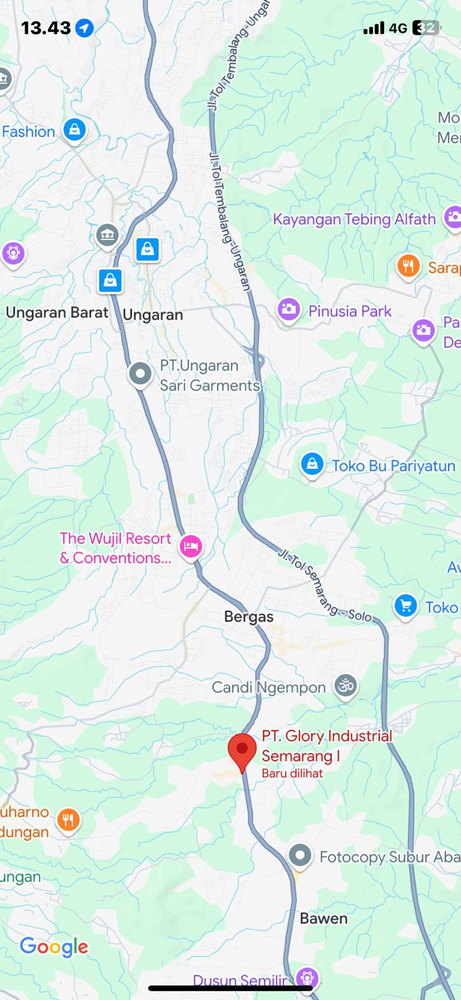 13.43
4G
32
Jl. Tol Tembalang-Ungar
Fashion
Mo
Mer
Jl. Tol Tembalang-Ungaran
Kayangan Tebing Alfath
Sarap
Ungaran Barat
Ungaran
Pinusia Park
Pas
De
PT.Ungaran
Sari Garments
Toko Bu Pariyatun
The Wujil Resort
& Conventions...
Jl. Tol Semarang - Solo
Av
Toko
Bergas
Candi Ngempon
PT. Glory Industrial
Semarang I
Baru dilihat
uharno
dungan
Fotocopy Subur Aba
ungan
Bawen
Google
Dusun Semilir